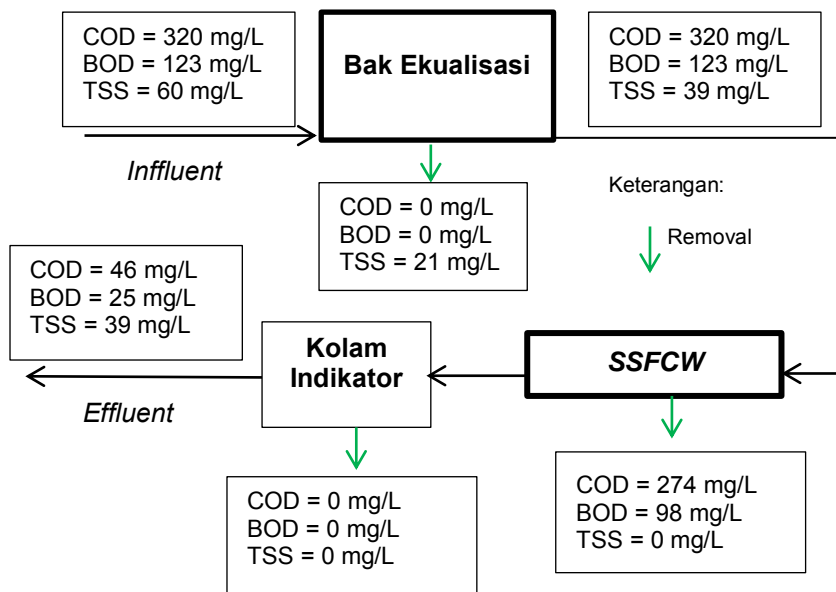 COD = 320 mg/L
BOD = 123 mg/L
TSS = 60 mg/L
Inffluent
Bak Ekualisasi
COD = 320 mg/L
BOD = 123 mg/L
TSS = 39 mg/L
COD = 0 mg/L
BOD = 0 mg/L
TSS = 21 mg/L
Keterangan:
Removal
COD = 46 mg/L
BOD = 25 mg/L
TSS = 39 mg/L
Effluent
Kolam
Indikator
SSFCW
COD = 0 mg/L
BOD = 0 mg/L
TSS = 0 mg/L
COD = 274 mg/L
BOD = 98 mg/L
TSS = 0 mg/L